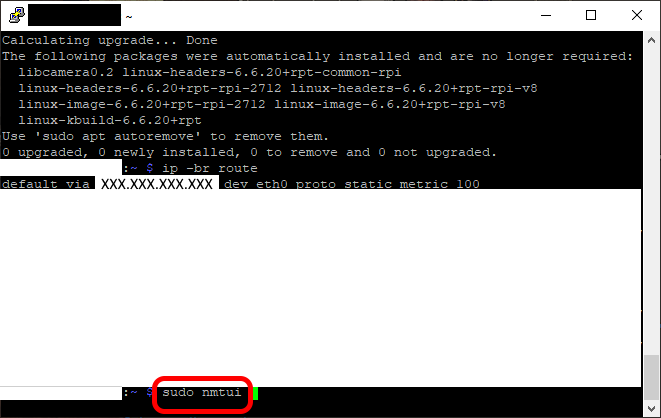 ~
Calculating upgrade... Done
The following packages were automatically installed and are no longer required:
libcamera0.2 linux-headers-6.6.20+rpt-common-rpi
linux-headers-6.6.20+rpt-rpi-2712 linux-headers-6.6.20+rpt-rpi-v8
linux-image-6.6.20+rpt-rpi-2712 linux-image-6.6.20+rpt-rpi-v8
linux-kbuild-6.6.20+rpt
Use 'sudo apt autoremove' to remove them.
0 upgraded, 0 newly installed, 0 to remove and 0 not upgraded.
:~ $ ip -br route
default via XXX.XXX.XXX.XXX dev eth0 proto static metric 100
:~ $ sudo nmtui